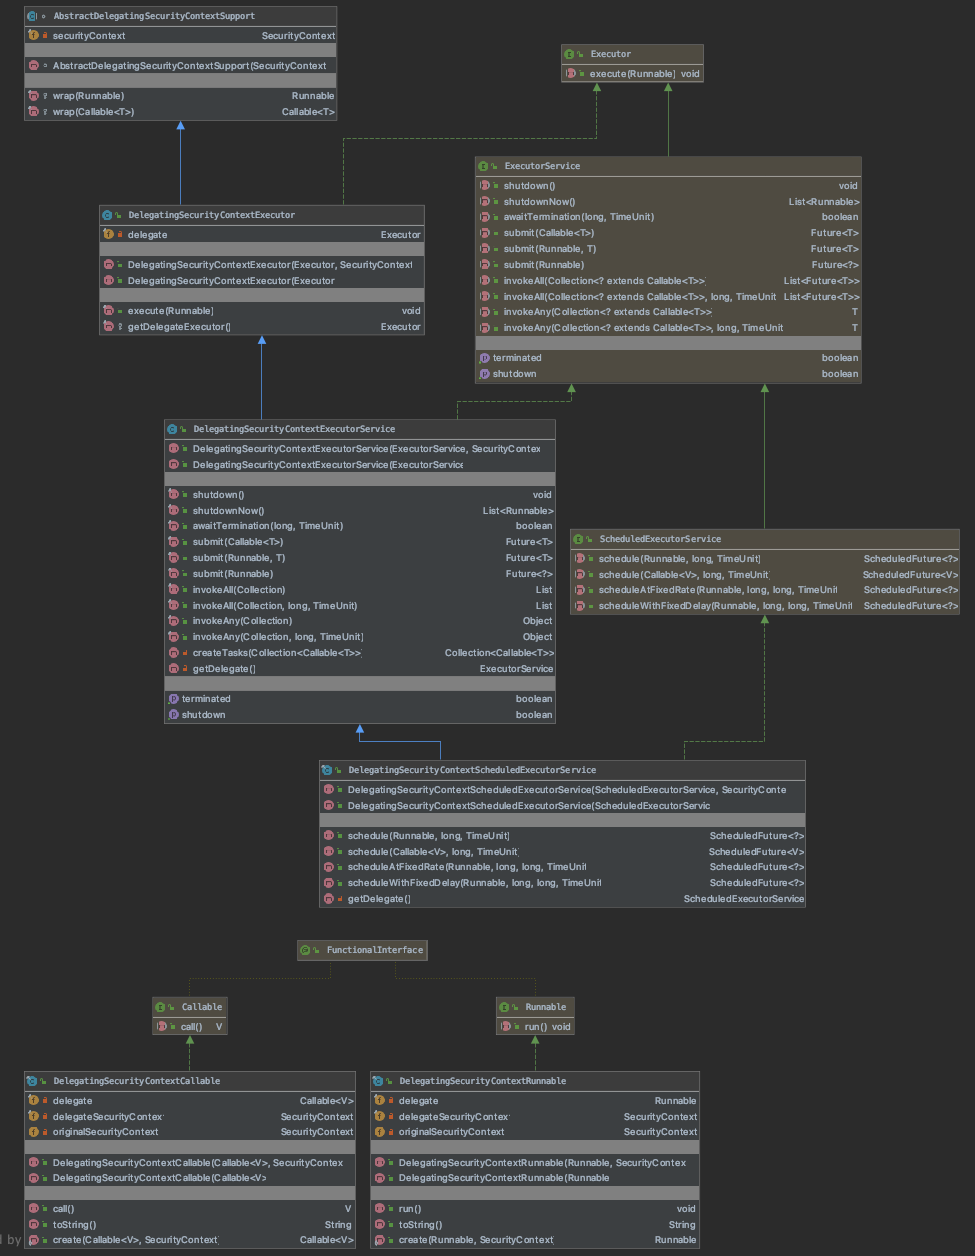 AbstractDelegatingSecurityContextSupport
securityContext SecurityContext
AbstractDelegatingSecurityContextSupport(SecurityContext
wrap(Runnable) Runnable
wrap(Callable<T>) Callable<T>
Executor
execute(Runnable) void
ExecutorService
shutdown() void
shutdownNow() List<Runnable>
awaitTermination(long, TimeUnit) boolean
submit(Callable<T>) Future<T>
submit(Runnable, T) Future<T>
submit(Runnable) Future<?>
invokeAll(Collection<? extends Callable<T>>) List<Future<T>>
invokeAll(Collection<? extends Callable<T>>, long, TimeUnit List<Future<T>>
invokeAny(Collection<? extends Callable<T>> T
invokeAny(Collection<? extends Callable<T>>, long, TimeUnit T
terminated boolean
shutdown boolean
DelegatingSecurityContextExecutor
delegate Executor
DelegatingSecurityContextExecutor(Executor, SecurityContext
DelegatingSecurityContextExecutor(Executor
execute(Runnable) void
getDelegateExecutor() Executor
DelegatingSecurityContextExecutorService
DelegatingSecurityContextExecutorService(ExecutorService, SecurityContex
DelegatingSecurityContextExecutorService(ExecutorService
shutdown() void
shutdownNow() List<Runnable>
awaitTermination(long, TimeUnit) boolean
submit(Callable<T>) Future<T>
submit(Runnable, T) Future<T>
submit(Runnable) Future<?>
invokeAll(Collection) List
invokeAll(Collection, long, TimeUnit) List
invokeAny(Collection) Object
invokeAny(Collection, long, TimeUnit) Object
createTasks(Collection<Callable<T>>) Collection<Callable<T>>
getDelegate() ExecutorService
terminated boolean
shutdown boolean
ScheduledExecutorService
schedule(Runnable, long, TimeUnit) ScheduledFuture<?>
schedule(Callable<V>, long, TimeUnit) ScheduledFuture<V>
scheduleAtFixedRate(Runnable, long, long, TimeUnit ScheduledFuture<?>
scheduleWithFixedDelay(Runnable, long, long, TimeUnit ScheduledFuture<?>
DelegatingSecurityContextScheduledExecutorService
DelegatingSecurityContextScheduledExecutorService(ScheduledExecutorService, SecurityConte
DelegatingSecurityContextScheduledExecutorService(ScheduledExecutorServic
schedule(Runnable, long, TimeUnit) ScheduledFuture<?>
schedule(Callable<V>, long, TimeUnit) ScheduledFuture<V>
scheduleAtFixedRate(Runnable, long, long, TimeUnit ScheduledFuture<?>
scheduleWithFixedDelay(Runnable, long, long, TimeUnit ScheduledFuture<?>
getDelegate() ScheduledExecutorService
FunctionalInterface
Callable
call() V
Runnable
run() void
DelegatingSecurityContextCallable
delegate Callable<V>
delegateSecurityContex SecurityContext
originalSecurityContext SecurityContext
DelegatingSecurityContextCallable(Callable<V>, SecurityContex
DelegatingSecurityContextCallable(Callable<V>
call() V
toString() String
create(Callable<V>, SecurityContext) Callable<V>
DelegatingSecurityContextRunnable
delegate Runnable
delegateSecurityContex SecurityContext
originalSecurityContext SecurityContext
DelegatingSecurityContextRunnable(Runnable, SecurityContex
DelegatingSecurityContextRunnable(Runnable
run() void
toString() String
create(Runnable, SecurityContext) Runnable
by